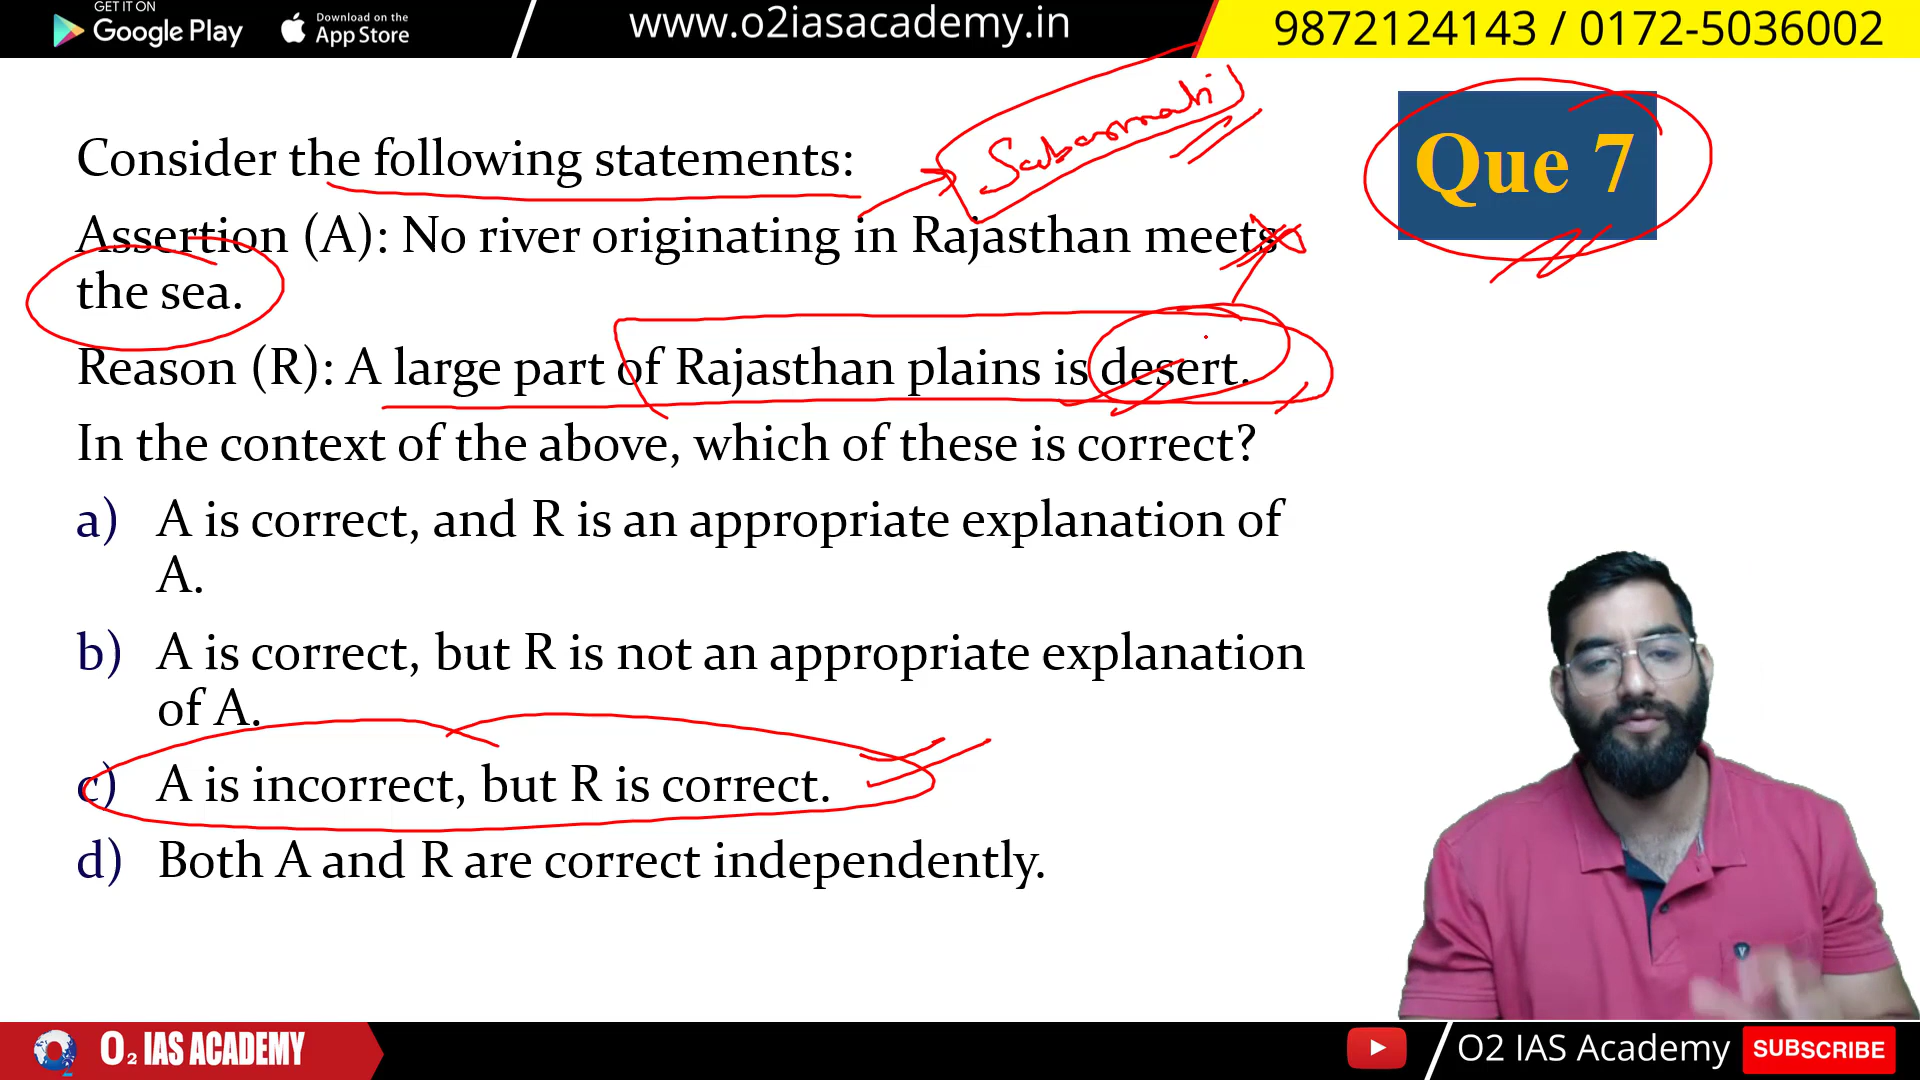 GET IT ON
Google Play
Download on the
App Store
www.o2iasacademy.in
9872124143 / 0172-5036002
Sabarmati
Que 7
Consider the following statements:
Assertion (A): No river originating in Rajasthan meets
the sea.
Reason (R): A large part of Rajasthan plains is desert.
In the context of the above, which of these is correct?
a) A is correct, and R is an appropriate explanation of
A.
b) A is correct, but R is not an appropriate explanation
of A.
c) A is incorrect, but R is correct.
d) Both A and R are correct independently.
O2 IAS ACADEMY
O2 IAS Academy
SUBSCRIBE